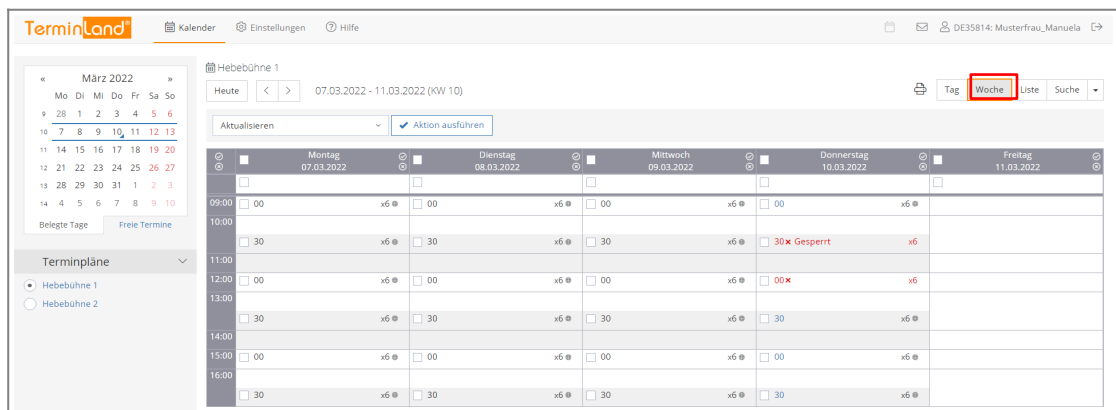 TerminLand®
Kalender
Einstellungen
Hilfe
DE35814: Musterfrau_Manuela
« März 2022 »
Mo Di Mi Do Fr Sa So
9 28 1 2 3 4 5 6
10 7 8 9 10 11 12 13
11 14 15 16 17 18 19 20
12 21 22 23 24 25 26 27
13 28 29 30 31 1 2 3
14 4 5 6 7 8 9 10
Belegte Tage Freie Termine
Terminpläne
Hebebühne 1
Hebebühne 2
Hebebühne 1
Heute < > 07.03.2022 - 11.03.2022 (KW 10)
Tag Woche Liste Suche
Aktualisieren Aktion ausführen
Montag Dienstag Mittwoch Donnerstag Freitag
07.03.2022 08.03.2022 09.03.2022 10.03.2022 11.03.2022
09:00 00 x6 00 x6 00 x6 00 x6
10:00
30 x6 30 x6 30 x6 30 × Gesperrt x6
11:00
12:00 00 x6 00 x6 00 x6 00 × x6
13:00
30 x6 30 x6 30 x6 30 x6
14:00
15:00 00 x6 00 x6 00 x6 00 x6
16:00
30 x6 30 x6 30 x6 30 x6